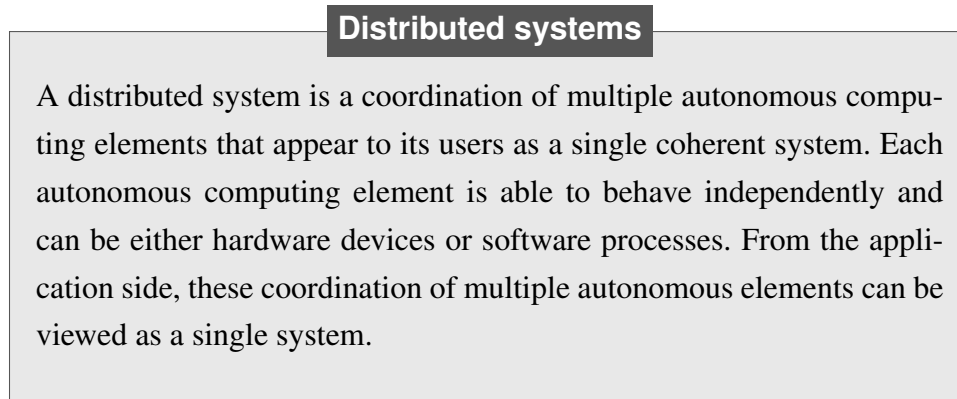 Distributed systems
A distributed system is a coordination of multiple autonomous compu-
ting elements that appear to its users as a single coherent system. Each
autonomous computing element is able to behave independently and
can be either hardware devices or software processes. From the appli-
cation side, these coordination of multiple autonomous elements can be
viewed as a single system.